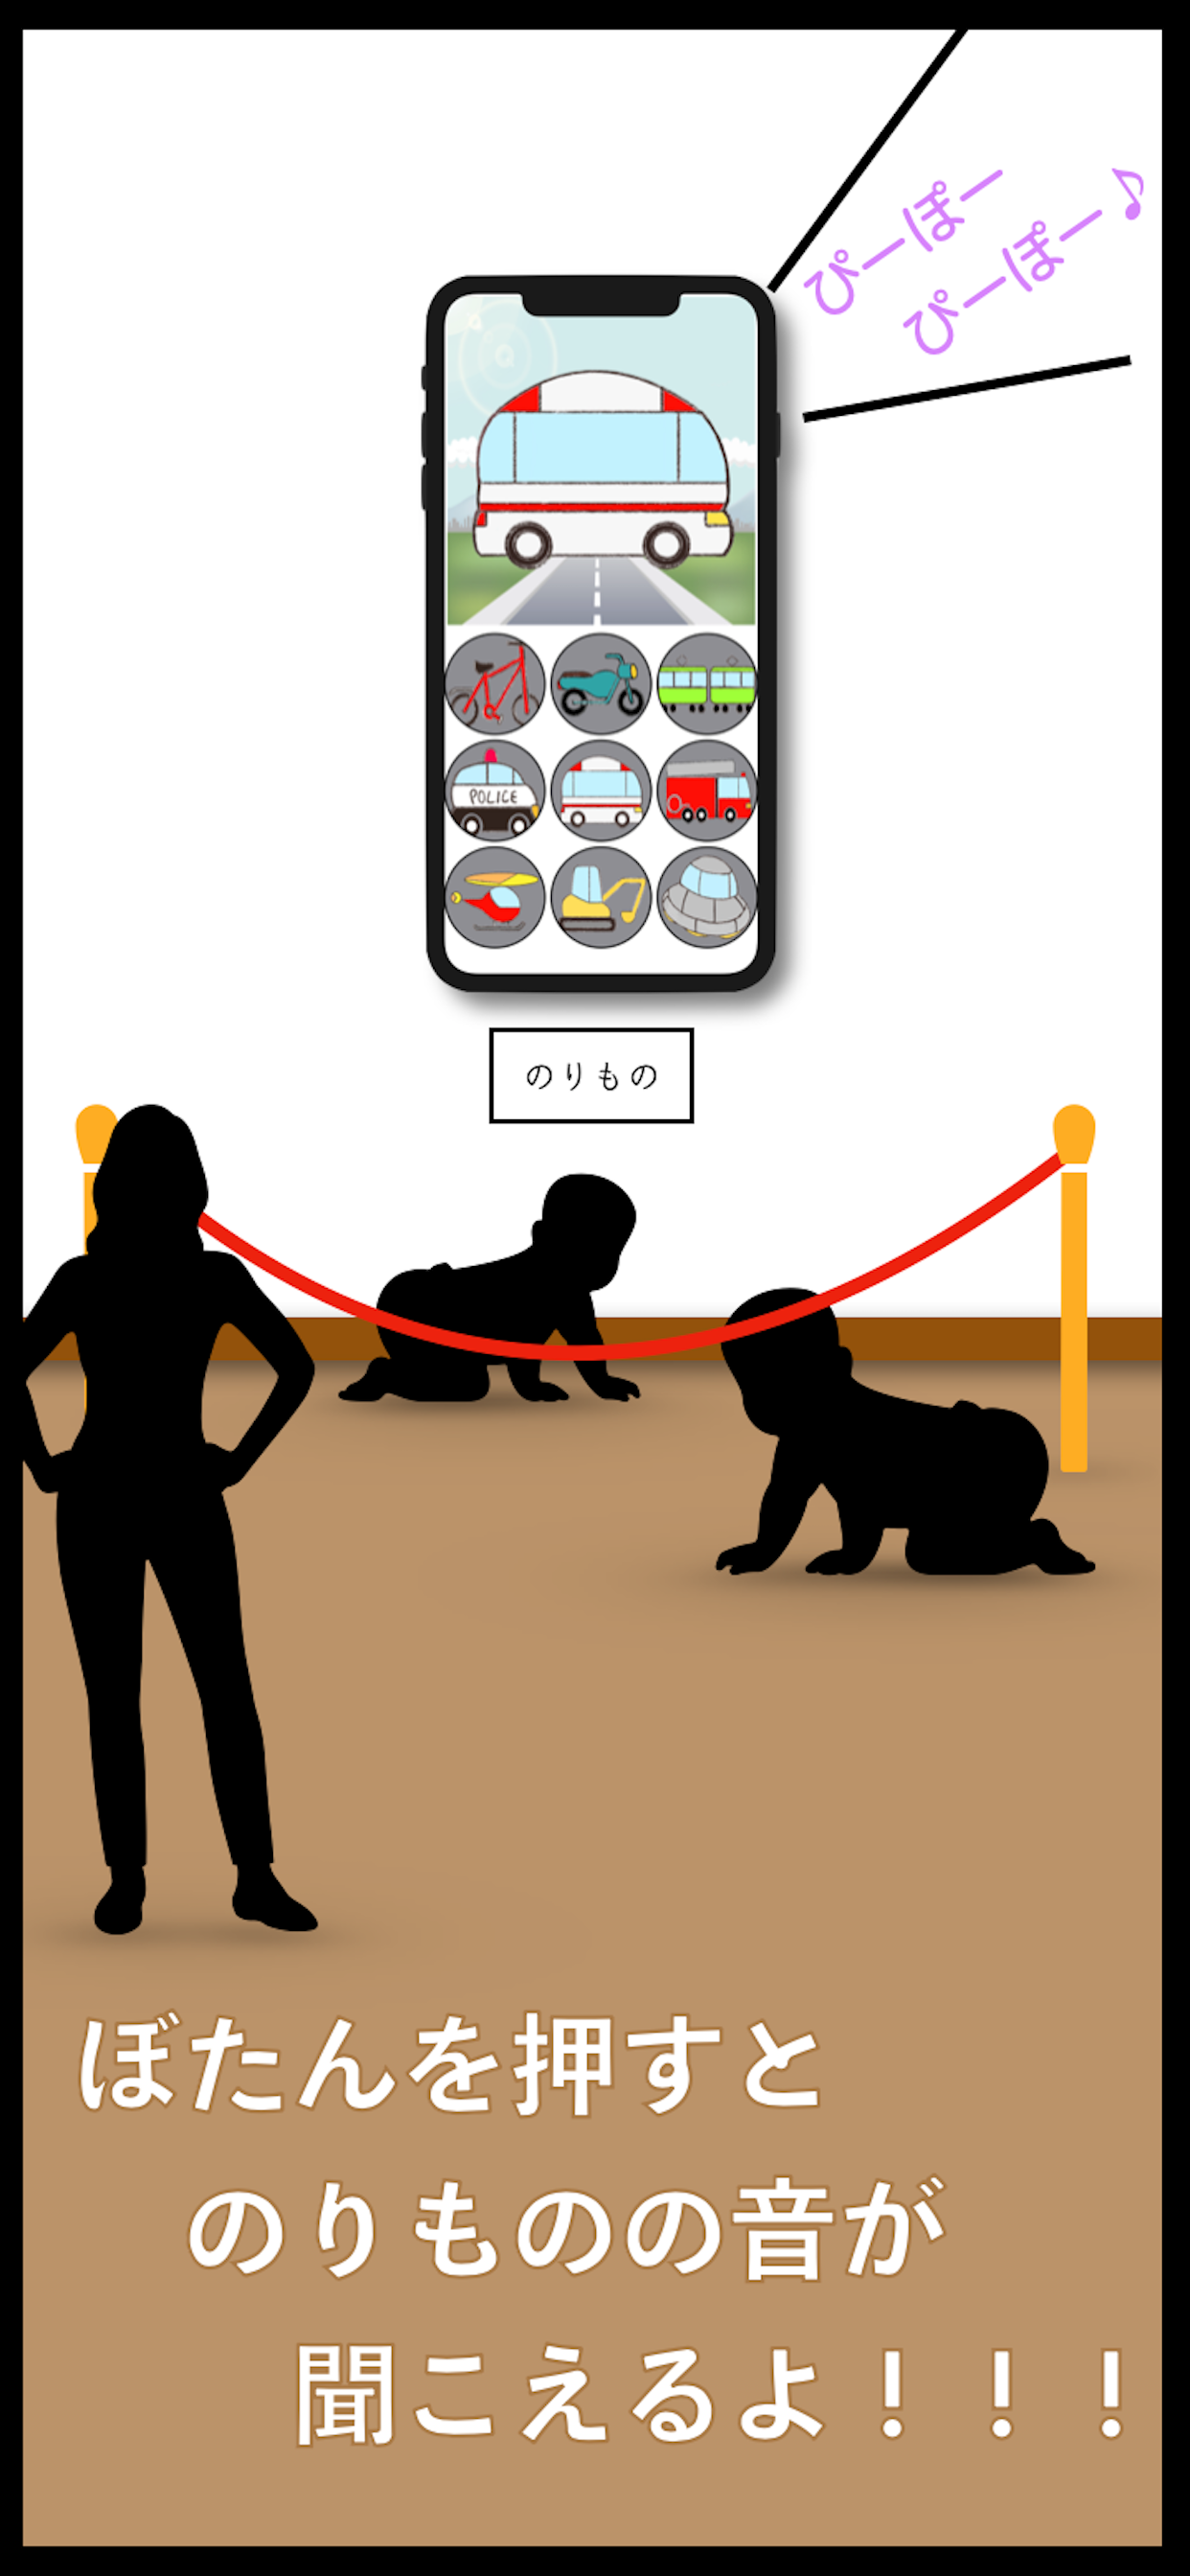 ぴーぽー
ぴーぽー♪
POLICE
のりもの
ぼたんを押すと
のりものの音が
聞こえるよ！！！